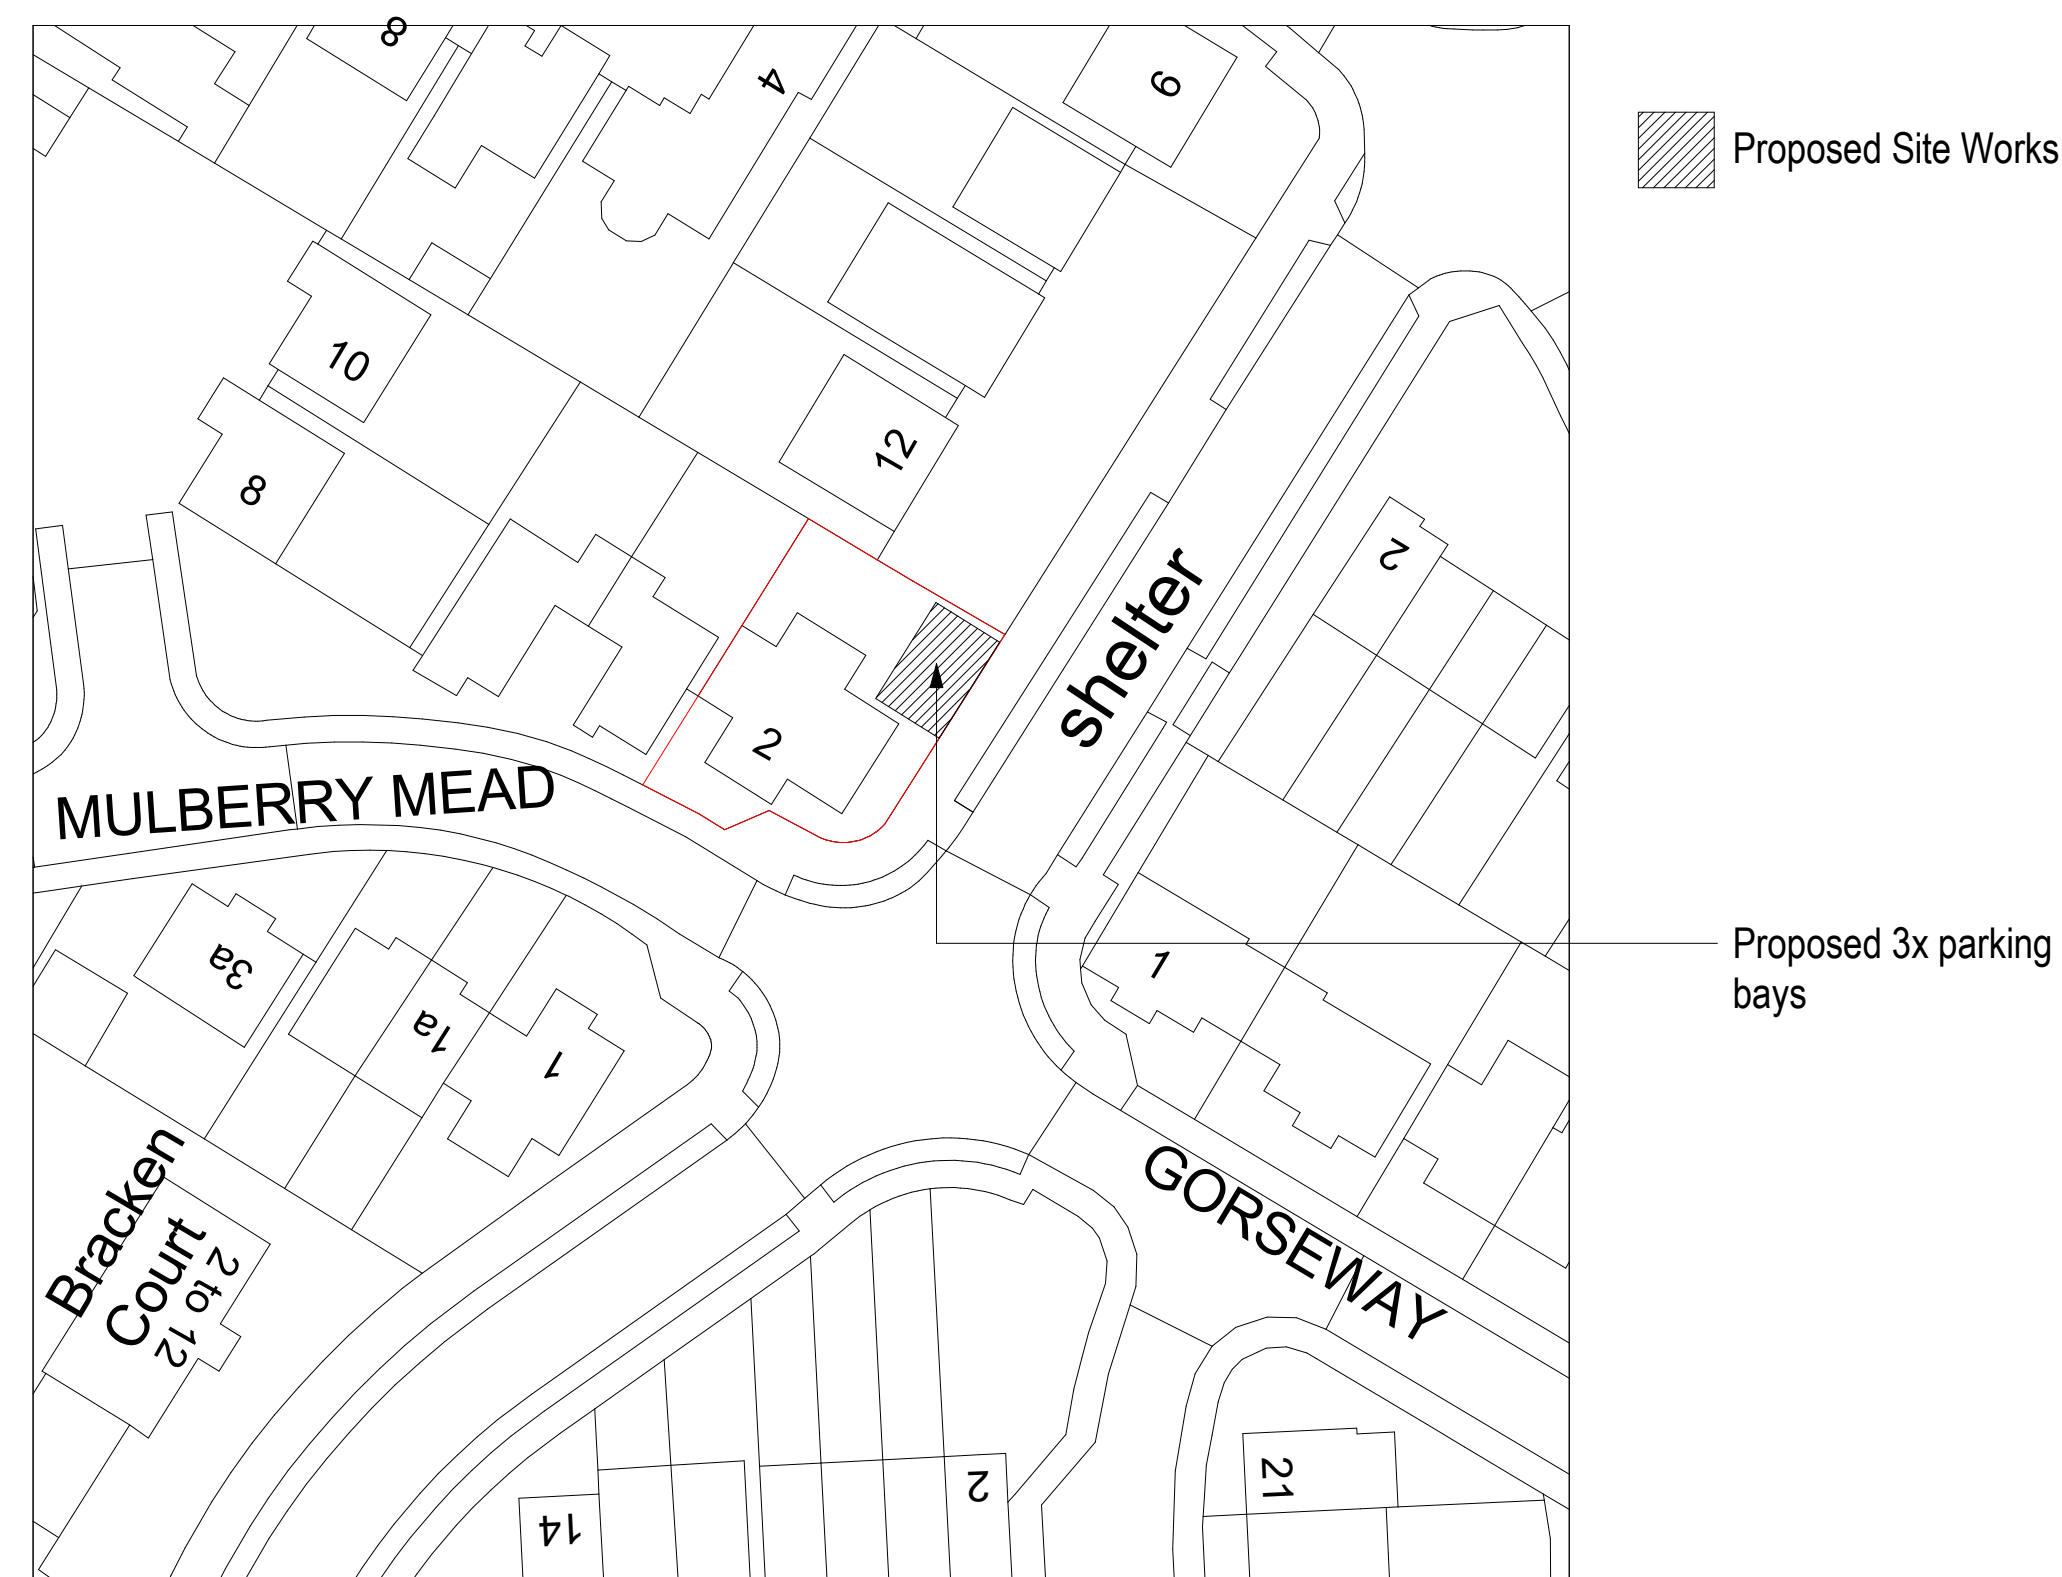 8
4
9
Proposed Site Works
10
12
8
2
shelter
2
MULBERRY MEAD
Proposed 3x parking
bays
3a
1a
1
1
Bracken
Court
2 to 12
GORSEWAY
2
21
14